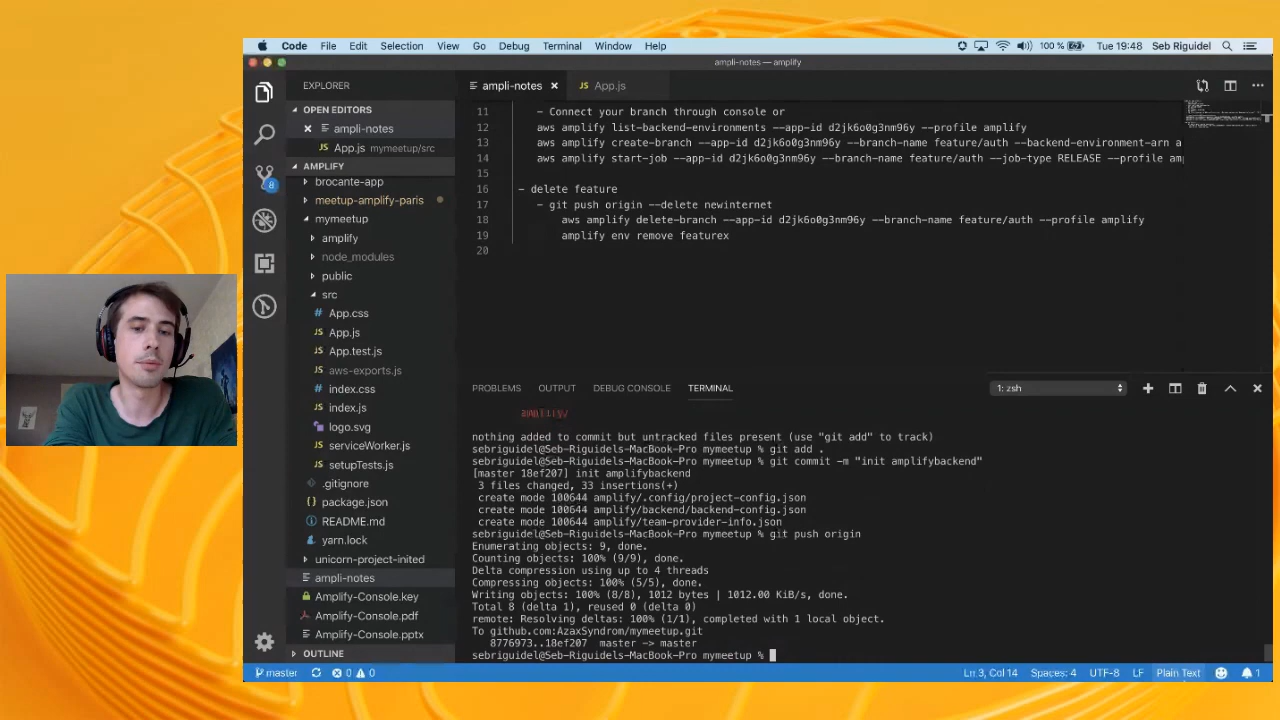 Code File Edit Selection View Go Debug Terminal Window Help 100 % Tue 19:48 Seb Riguidel
ampli-notes — amplify
EXPLORER
OPEN EDITORS
ampli-notes
App.js mymeetup/src
AMPLIFY
brocante-app
meetup-amplify-paris
mymeetup
amplify
node_modules
public
src
# App.css
JS App.js
JS App.test.js
JS aws-exports.js
# index.css
JS index.js
logo.svg
JS serviceWorker.js
JS setupTests.js
.gitignore
{ } package.json
README.md
yarn.lock
unicorn-project-inited
ampli-notes
Amplify-Console.key
Amplify-Console.pdf
Amplify-Console.pptx
OUTLINE
8
ampli-notes
JS App.js
11 - Connect your branch through console or
12 aws amplify list-backend-environments --app-id d2jk6o0g3nm96y --profile amplify
13 aws amplify create-branch --app-id d2jk6o0g3nm96y --branch-name feature/auth --backend-environment-arn a
14 aws amplify start-job --app-id d2jk6o0g3nm96y --branch-name feature/auth --job-type RELEASE --profile am
15
16 - delete feature
17 - git push origin --delete newinternet
18 aws amplify delete-branch --app-id d2jk6o0g3nm96y --branch-name feature/auth --profile amplify
19 amplify env remove featurex
20
PROBLEMS OUTPUT DEBUG CONSOLE TERMINAL 1: zsh
nothing added to commit but untracked files present (use "git add" to track)
sebriguidel@Seb-Riguidels-MacBook-Pro mymeetup % git add .
sebriguidel@Seb-Riguidels-MacBook-Pro mymeetup % git commit -m "init amplifybackend"
[master 18ef207] init amplifybackend
3 files changed, 33 insertions(+)
create mode 100644 amplify/.config/project-config.json
create mode 100644 amplify/backend/backend-config.json
create mode 100644 amplify/team-provider-info.json
sebriguidel@Seb-Riguidels-MacBook-Pro mymeetup % git push origin
Enumerating objects: 9, done.
Counting objects: 100% (9/9), done.
Delta compression using up to 4 threads
Compressing objects: 100% (5/5), done.
Writing objects: 100% (8/8), 1012 bytes | 1012.00 KiB/s, done.
Total 8 (delta 1), reused 0 (delta 0)
remote: Resolving deltas: 100% (1/1), completed with 1 local object.
To github.com:AzaxSyndrom/mymeetup.git
8776973..18ef207 master -> master
sebriguidel@Seb-Riguidels-MacBook-Pro mymeetup %
master 0 0 Ln 3, Col 14 Spaces: 4 UTF-8 LF Plain Text 1